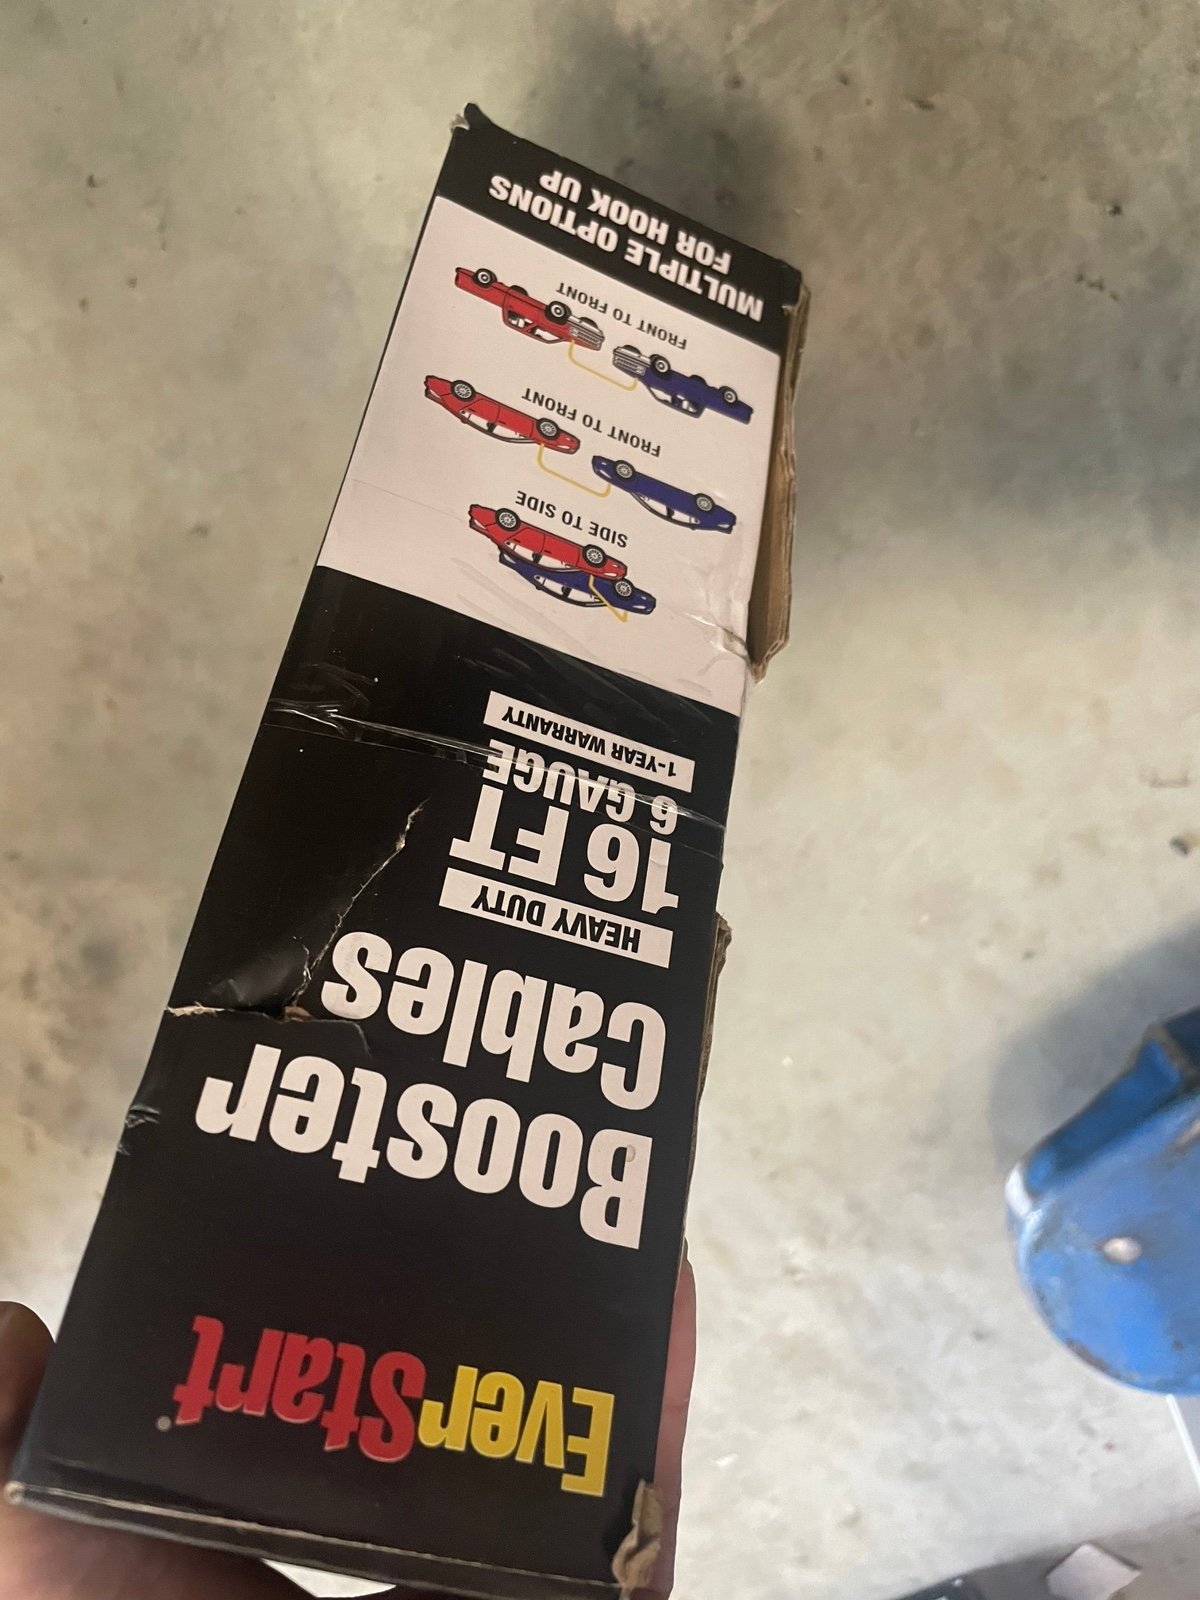 EverStart®
Booster
Cables
HEAVY DUTY
16 FT
6 GAUGE
1-YEAR WARRANTY
SIDE TO SIDE
FRONT TO FRONT
FRONT TO FRONT
MULTIPLE OPTIONS
FOR HOOK UP